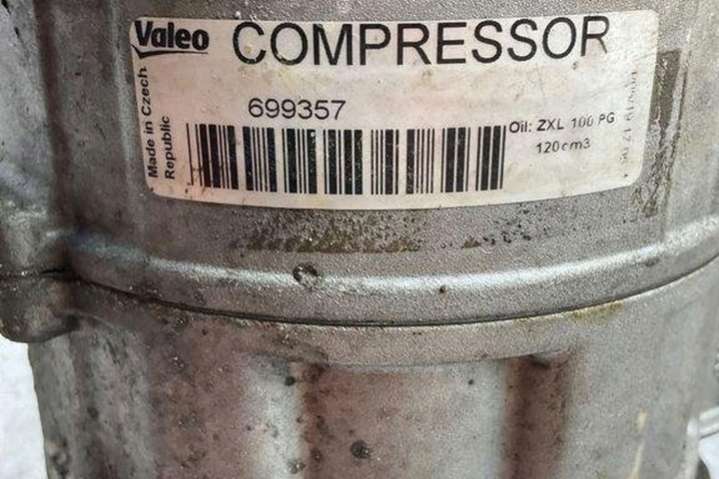 Valeo COMPRESSOR
Made in Czech
Republic
699357
Oil: ZXL 100 PG
120cm3